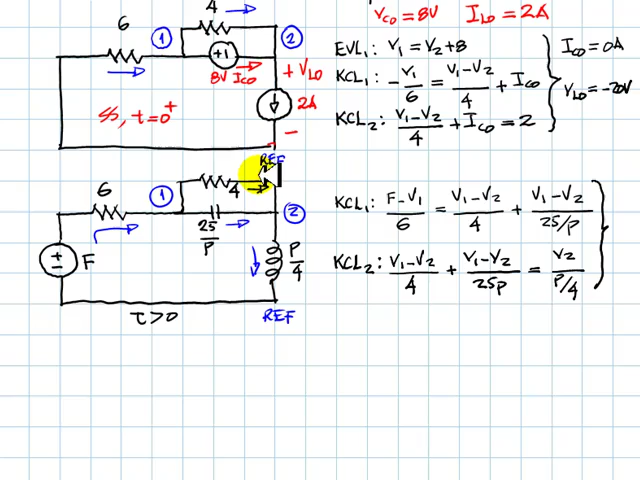 V_CO = 8V I_LO = 2A
6
4
1
2
+1
8V I_CO
+ V_LO
2A
-
SS, t=0⁺
REF
EVL₁: V₁ = V₂ + 8
KCL₁: -V₁/6 = (V₁-V₂)/4 + I_CO
KCL₂: (V₁-V₂)/4 + I_CO = 2
I_CO = 0A
V_LO = -20V
6
1
4
2
25/P
P/4
+
-
F
τ>0
REF
KCL₁: (F-V₁)/6 = (V₁-V₂)/4 + (V₁-V₂)/(25/P)
KCL₂: (V₁-V₂)/4 + (V₁-V₂)/(25P) = V₂/(P/4)